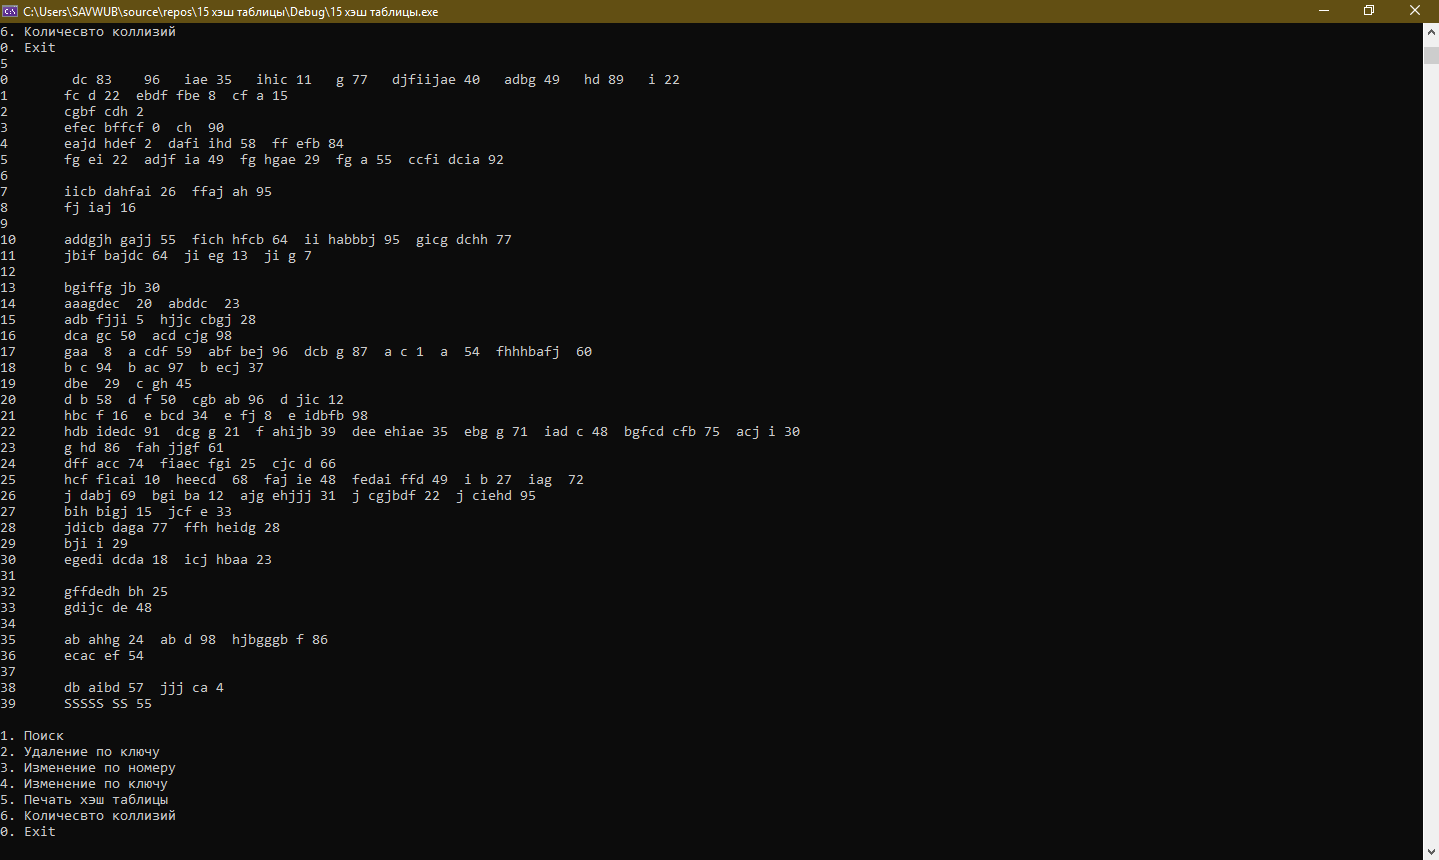 C:\Users\SAVWUB\source\repos\15 хэш таблицы\Debug\15 хэш таблицы.exe
6. Количесвто коллизий
0. Exit
5
0        dc 83    96   iae 35   ihic 11   g 77   djfiijae 40   adbg 49   hd 89   i 22
1       fc d 22  ebdf fbe 8  cf a 15
2       cgbf cdh 2
3       efec bffcf 0  ch  90
4       eajd hdef 2  dafi ihd 58  ff efb 84
5       fg ei 22  adjf ia 49  fg hgae 29  fg a 55  ccfi dcia 92
6
7       iicb dahfai 26  ffaj ah 95
8       fj iaj 16
9
10      addgjh gajj 55  fich hfcb 64  ii habbbj 95  gicg dchh 77
11      jbif bajdc 64  ji eg 13  ji g 7
12
13      bgiffg jb 30
14      aaagdec  20  abddc  23
15      adb fjji 5  hjjc cbgj 28
16      dca gc 50  acd cjg 98
17      gaa  8  a cdf 59  abf bej 96  dcb g 87  a c 1  a  54  fhhhbafj  60
18      b c 94  b ac 97  b ecj 37
19      dbe  29  c gh 45
20      d b 58  d f 50  cgb ab 96  d jic 12
21      hbc f 16  e bcd 34  e fj 8  e idbfb 98
22      hdb idedc 91  dcg g 21  f ahijb 39  dee ehiae 35  ebg g 71  iad c 48  bgfcd cfb 75  acj i 30
23      g hd 86  fah jjgf 61
24      dff acc 74  fiaec fgi 25  cjc d 66
25      hcf ficai 10  heecd  68  faj ie 48  fedai ffd 49  i b 27  iag  72
26      j dabj 69  bgi ba 12  ajg ehjjj 31  j cgjbdf 22  j ciehd 95
27      bih bigj 15  jcf e 33
28      jdicb daga 77  ffh heidg 28
29      bji i 29
30      egedi dcda 18  icj hbaa 23
31
32      gffdedh bh 25
33      gdijc de 48
34
35      ab ahhg 24  ab d 98  hjbgggb f 86
36      ecac ef 54
37
38      db aibd 57  jjj ca 4
39      SSSSS SS 55
1. Поиск
2. Удаление по ключу
3. Изменение по номеру
4. Изменение по ключу
5. Печать хэш таблицы
6. Количесвто коллизий
0. Exit